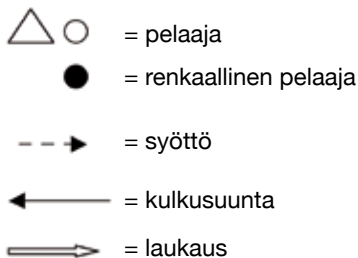 = pelaaja
= renkaallinen pelaaja
= syöttö
= kulkusuunta
= laukaus